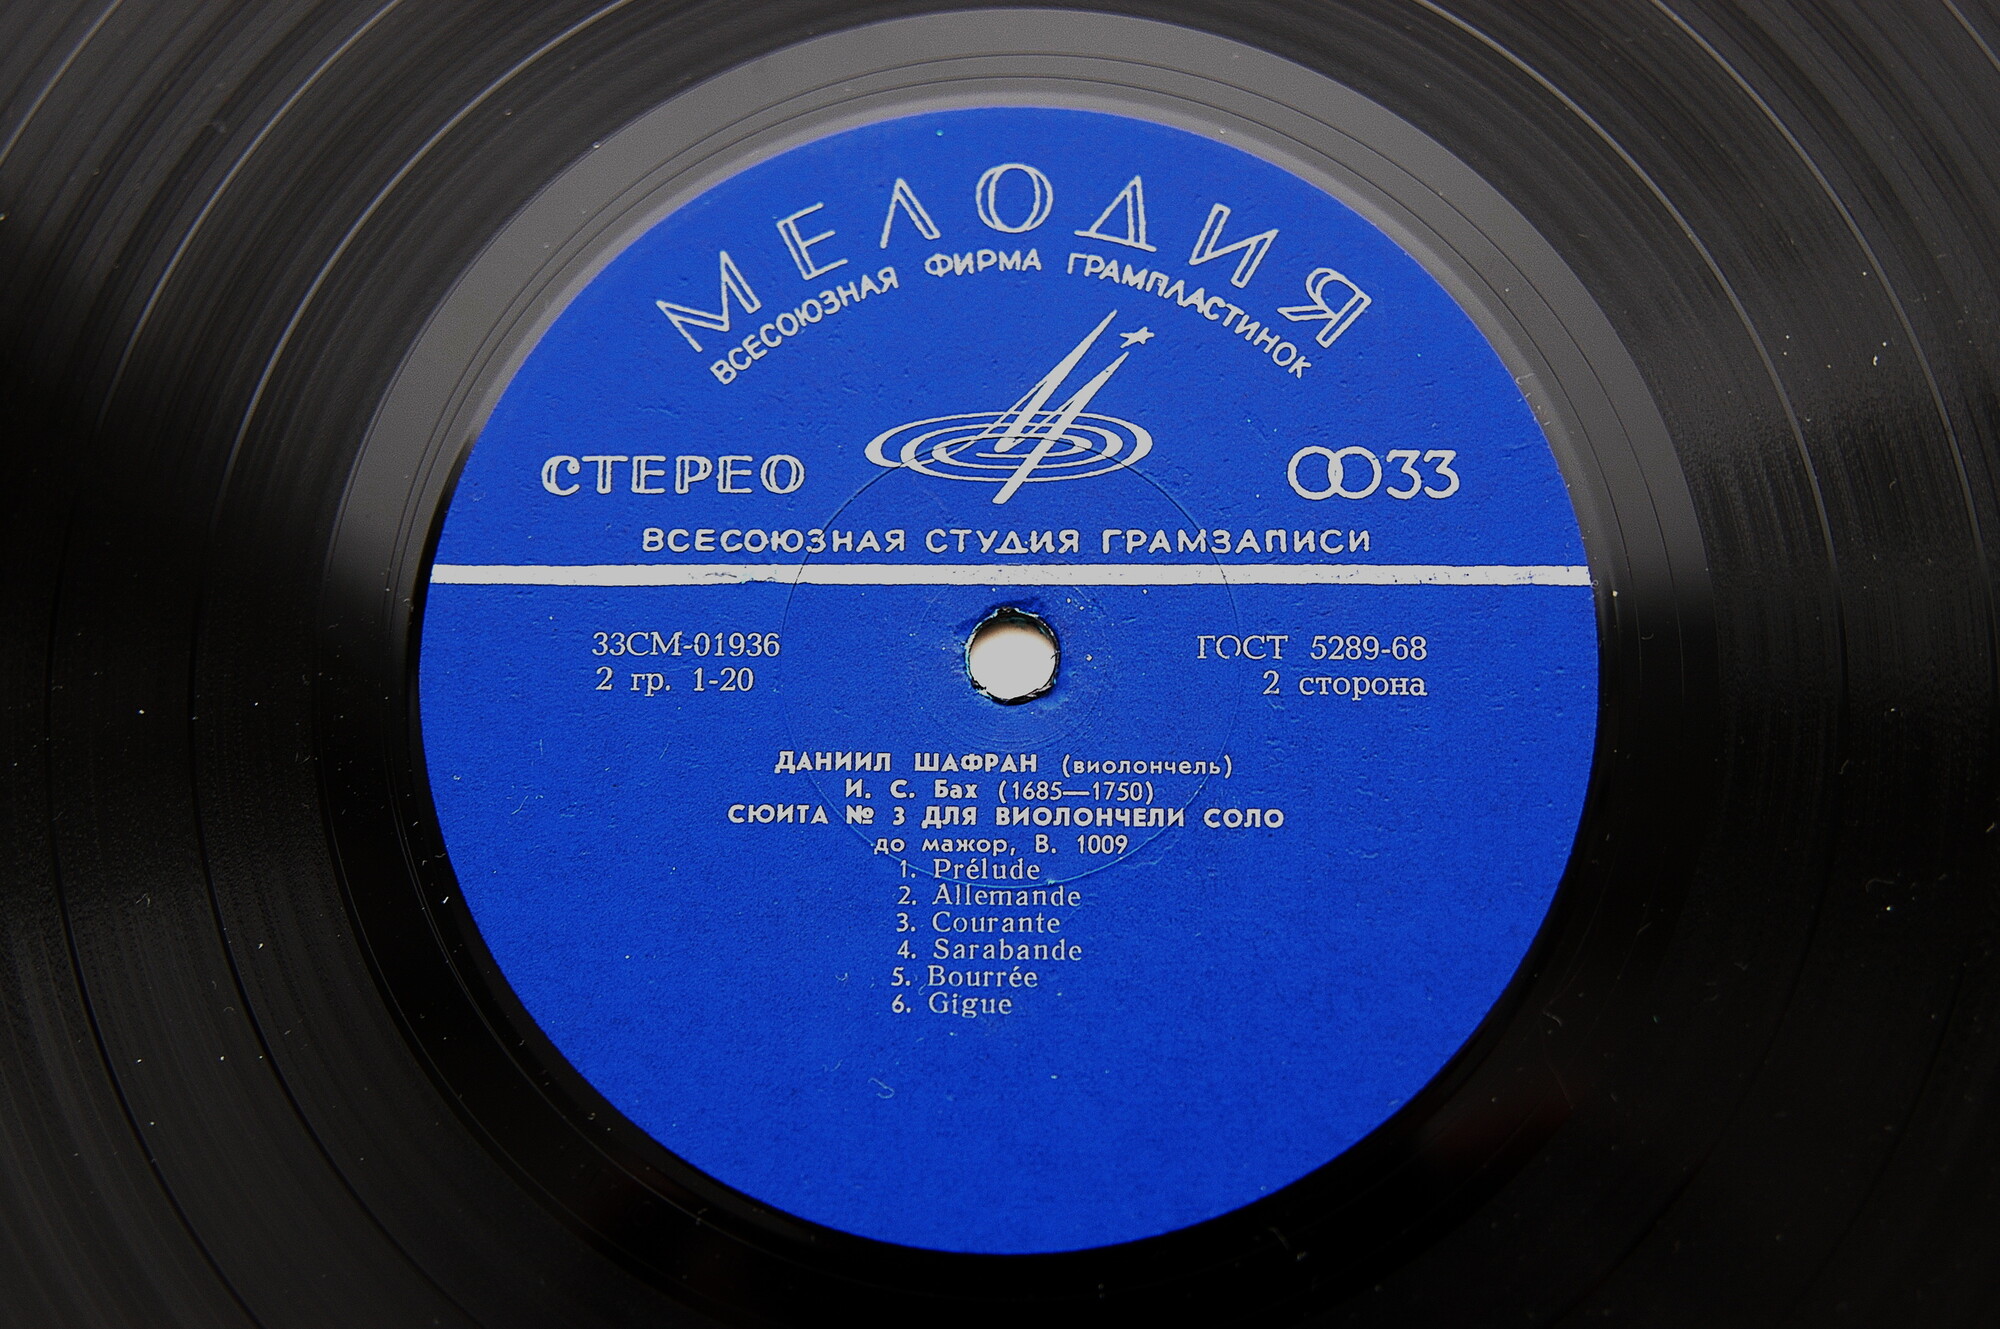 МЕЛОДИЯ
ВСЕСОЮЗНАЯ ФИРМА ГРАМПЛАСТИНОК
СТЕРЕО 33
ВСЕСОЮЗНАЯ СТУДИЯ ГРАМЗАПИСИ
33СМ-01936 ГОСТ 5289-68
2 гр. 1-20 2 сторона
ДАНИИЛ ШАФРАН (виолончель)
И. С. Бах (1685—1750)
СЮИТА № 3 ДЛЯ ВИОЛОНЧЕЛИ СОЛО
до мажор, В. 1009
1. Prélude
2. Allemande
3. Courante
4. Sarabande
5. Bourrée
6. Gigue